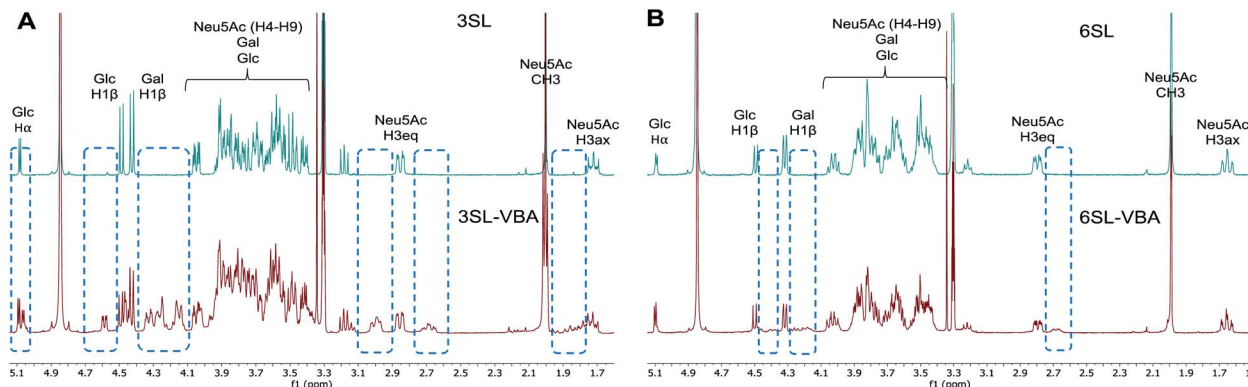 A
3SL
Neu5Ac (H4-H9)
Gal
Glc
Neu5Ac
CH3
Glc
H1β
Gal
H1β
Glc
Hα
Neu5Ac
H3eq
Neu5Ac
H3ax
3SL-VBA
5.1 4.9 4.7 4.5 4.3 4.1 3.9 3.7 3.5 3.3 3.1 2.9 2.7 2.5 2.3 2.1 1.9 1.7
f1 (ppm)
B
6SL
Neu5Ac (H4-H9)
Gal
Glc
Neu5Ac
CH3
Glc
H1β
Gal
H1β
Glc
Hα
Neu5Ac
H3eq
Neu5Ac
H3ax
6SL-VBA
5.1 4.9 4.7 4.5 4.3 4.1 3.9 3.7 3.5 3.3 3.1 2.9 2.7 2.5 2.3 2.1 1.9 1.7
f1 (ppm)